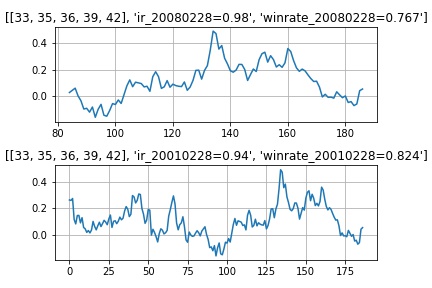 [[33, 35, 36, 39, 42], 'ir_20080228=0.98', 'winrate_20080228=0.767']
0.4
0.2
0.0
80 100 120 140 160 180
[[33, 35, 36, 39, 42], 'ir_20010228=0.94', 'winrate_20010228=0.824']
0.4
0.2
0.0
0 25 50 75 100 125 150 175